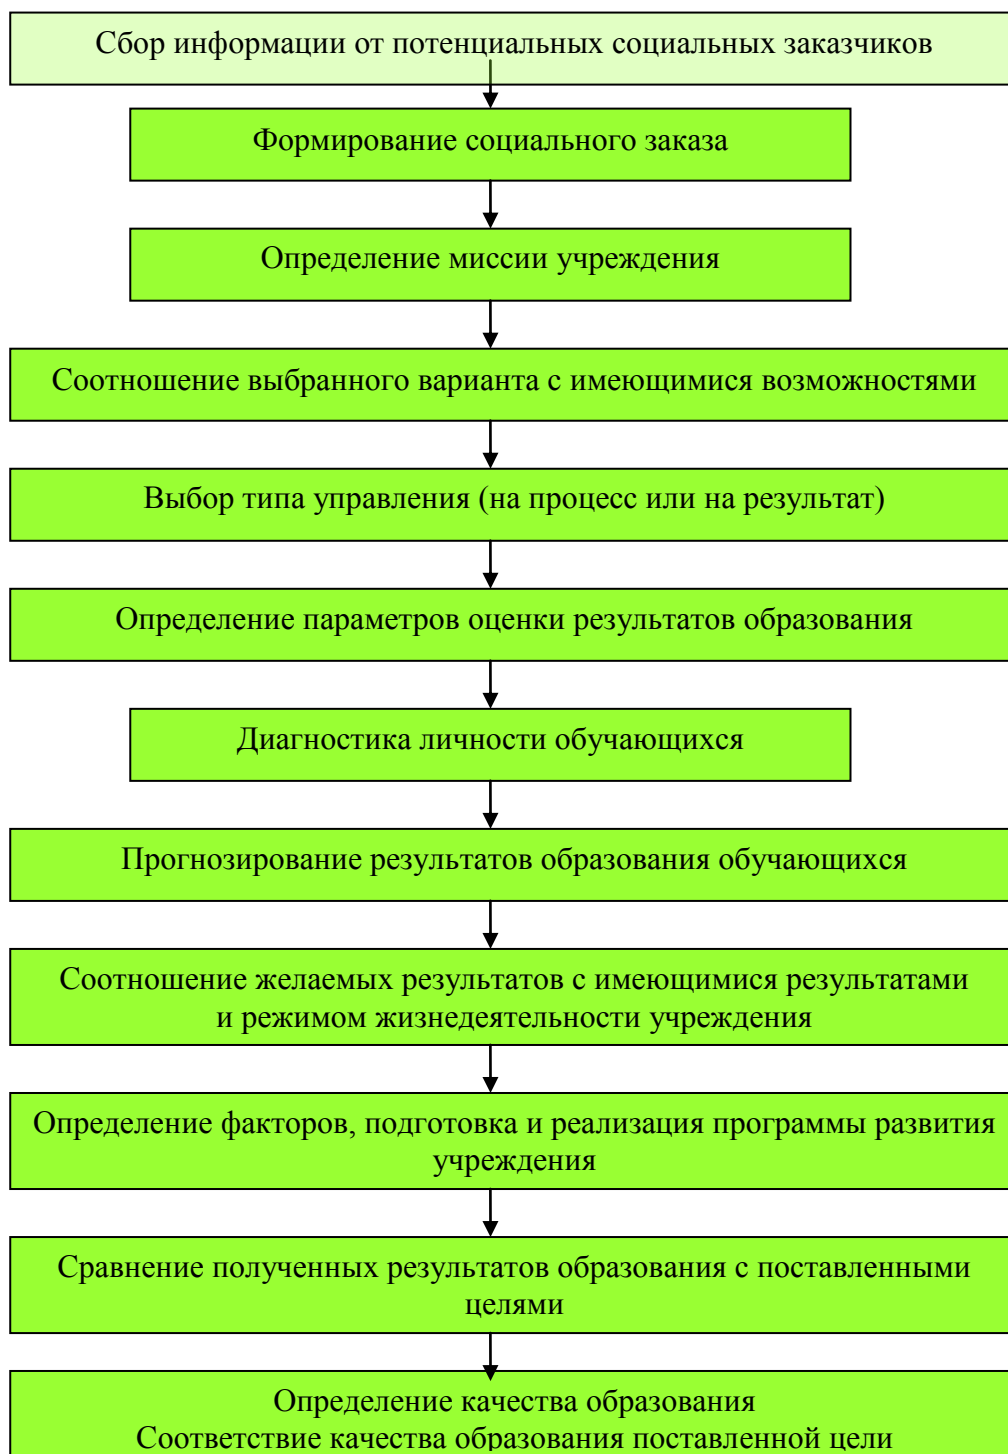 Сбор информации от потенциальных социальных заказчиков
Формирование социального заказа
Определение миссии учреждения
Соотношение выбранного варианта с имеющимися возможностями
Выбор типа управления (на процесс или на результат)
Определение параметров оценки результатов образования
Диагностика личности обучающихся
Прогнозирование результатов образования обучающихся
Соотношение желаемых результатов с имеющимися результатами
и режимом жизнедеятельности учреждения
Определение факторов, подготовка и реализация программы развития
учреждения
Сравнение полученных результатов образования с поставленными
целями
Определение качества образования
Соответствие качества образования поставленной цели